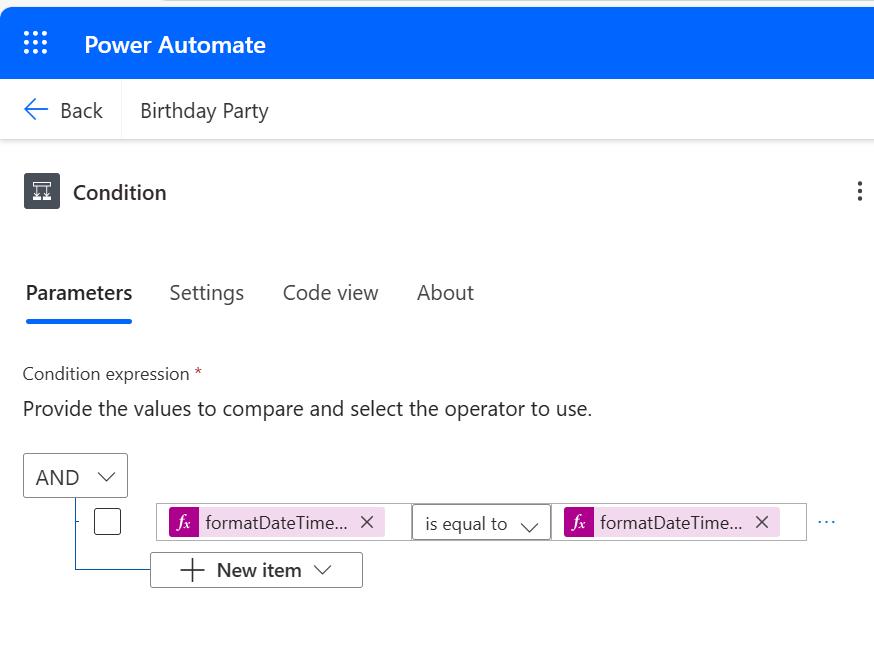 Power Automate
Back Birthday Party
Condition
Parameters Settings Code view About
Condition expression *
Provide the values to compare and select the operator to use.
AND
fx formatDateTime... is equal to fx formatDateTime... ...
New item